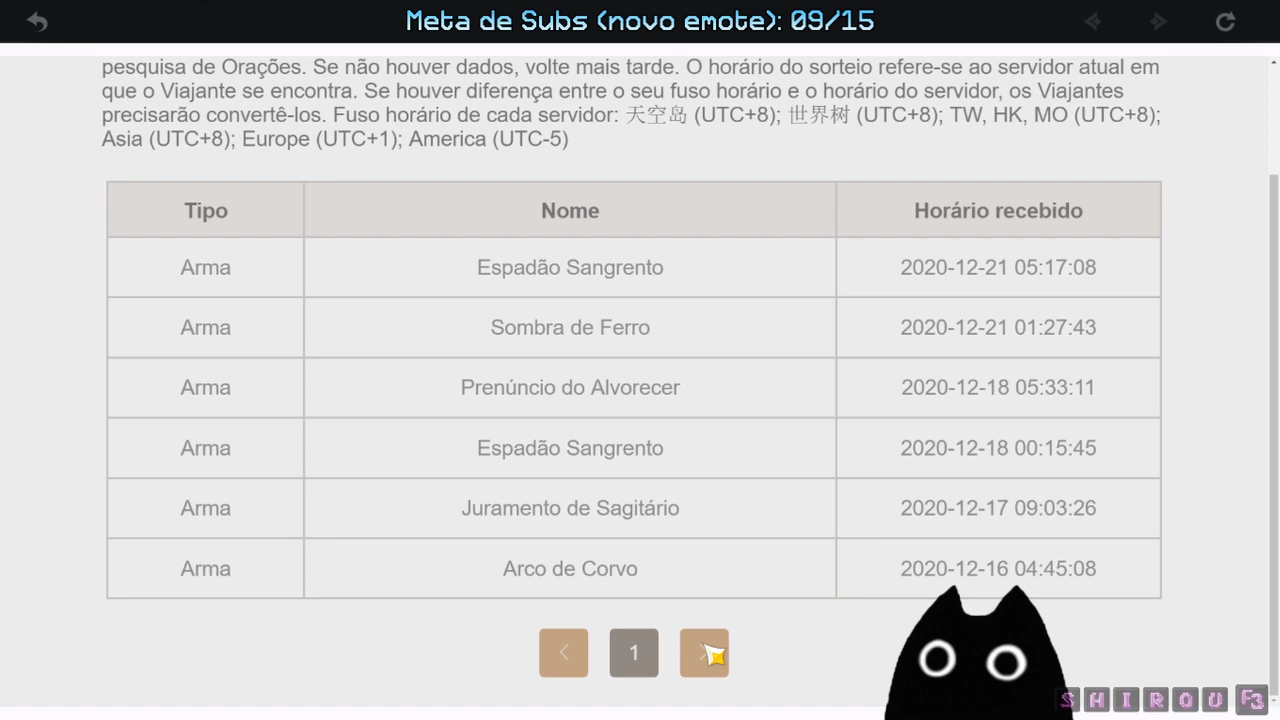 Meta de Subs (novo emote): 09/15
pesquisa de Orações. Se não houver dados, volte mais tarde. O horário do sorteio refere-se ao servidor atual em
que o Viajante se encontra. Se houver diferença entre o seu fuso horário e o horário do servidor, os Viajantes
precisarão convertê-los. Fuso horário de cada servidor: 天空岛 (UTC+8); 世界树 (UTC+8); TW, HK, MO (UTC+8);
Asia (UTC+8); Europe (UTC+1); America (UTC-5)
Tipo Nome Horário recebido
Arma Espadão Sangrento 2020-12-21 05:17:08
Arma Sombra de Ferro 2020-12-21 01:27:43
Arma Prenúncio do Alvorecer 2020-12-18 05:33:11
Arma Espadão Sangrento 2020-12-18 00:15:45
Arma Juramento de Sagitário 2020-12-17 09:03:26
Arma Arco de Corvo 2020-12-16 04:45:08
1
SHIROU F3